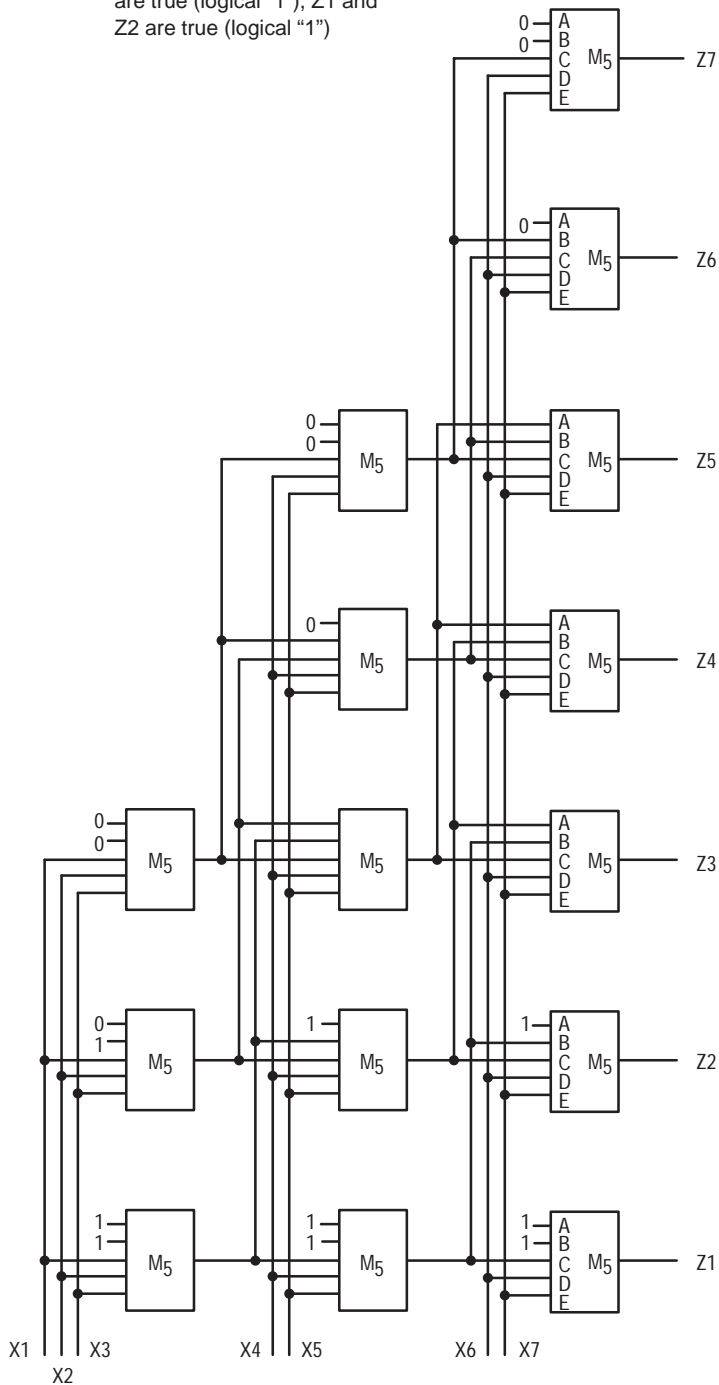 are true (logical “1”), Z1 and
Z2 are true (logical “1”)
0 A
0 B
C M5 Z7
D
E
0 A
B
C M5 Z6
D
E
0 A
0 B
M5 C M5 Z5
D
E
0 A
B
M5 C M5 Z4
D
E
0 A
0 B
M5 M5 C M5 Z3
D
E
0 1 1 A
1 B
M5 M5 C M5 Z2
D
E
1 1 1 A
1 1 1 B
M5 M5 C M5 Z1
D
E
X1 X3 X4 X5 X6 X7
X2